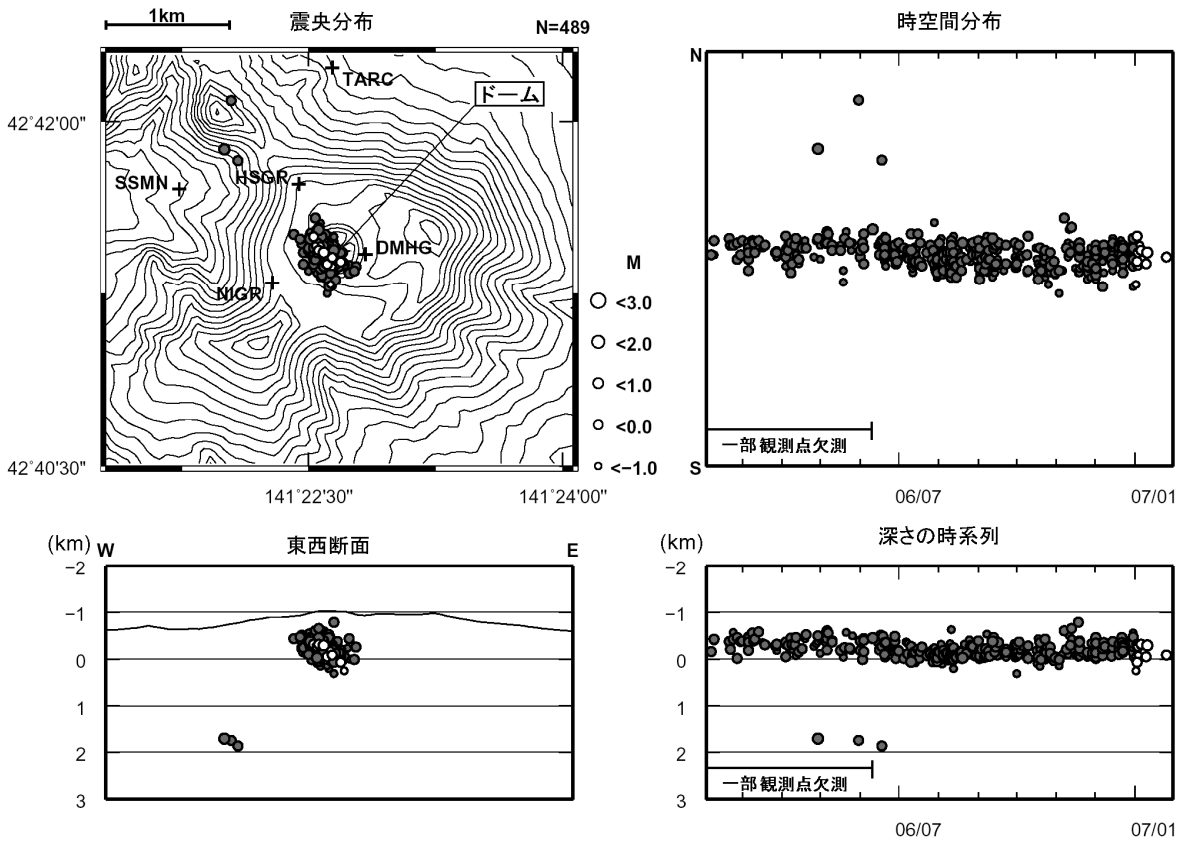 1km
震央分布
N=489
TARC
ドーム
42°42'00"
SSMN
HSGR
DMHG
NIGR
42°40'30"
141°22'30"
141°24'00"
M
<3.0
<2.0
<1.0
<0.0
<−1.0
時空間分布
N
S
一部観測点欠測
06/07
07/01
(km)
W
東西断面
E
−2
−1
0
1
2
3
(km)
深さの時系列
−2
−1
0
1
2
3
一部観測点欠測
06/07
07/01